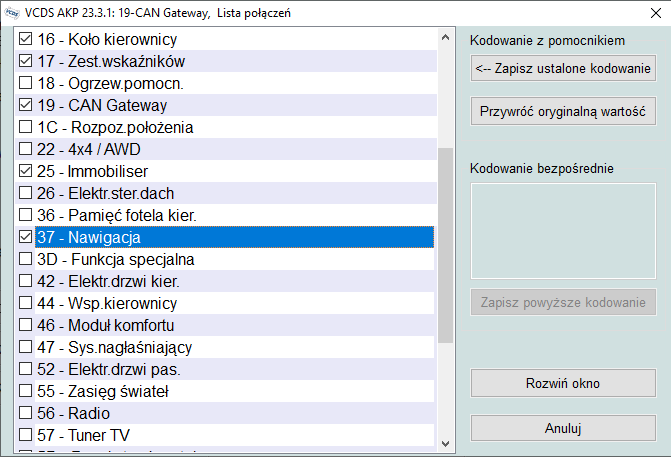 VCDS AKP 23.3.1: 19-CAN Gateway, Lista połączeń
16 - Koło kierownicy
17 - Zest.wskaźników
18 - Ogrzew.pomocn.
19 - CAN Gateway
1C - Rozpoz.położenia
22 - 4x4 / AWD
25 - Immobiliser
26 - Elektr.ster.dach
36 - Pamięć fotela kier.
37 - Nawigacja
3D - Funkcja specjalna
42 - Elektr.drzwi kier.
44 - Wsp.kierownicy
46 - Moduł komfortu
47 - Sys.nagłaśniający
52 - Elektr.drzwi pas.
55 - Zasięg świateł
56 - Radio
57 - Tuner TV
Kodowanie z pomocnikiem
<-- Zapisz ustalone kodowanie
Przywróć oryginalną wartość
Kodowanie bezpośrednie
Zapisz powyższe kodowanie
Rozwiń okno
Anuluj